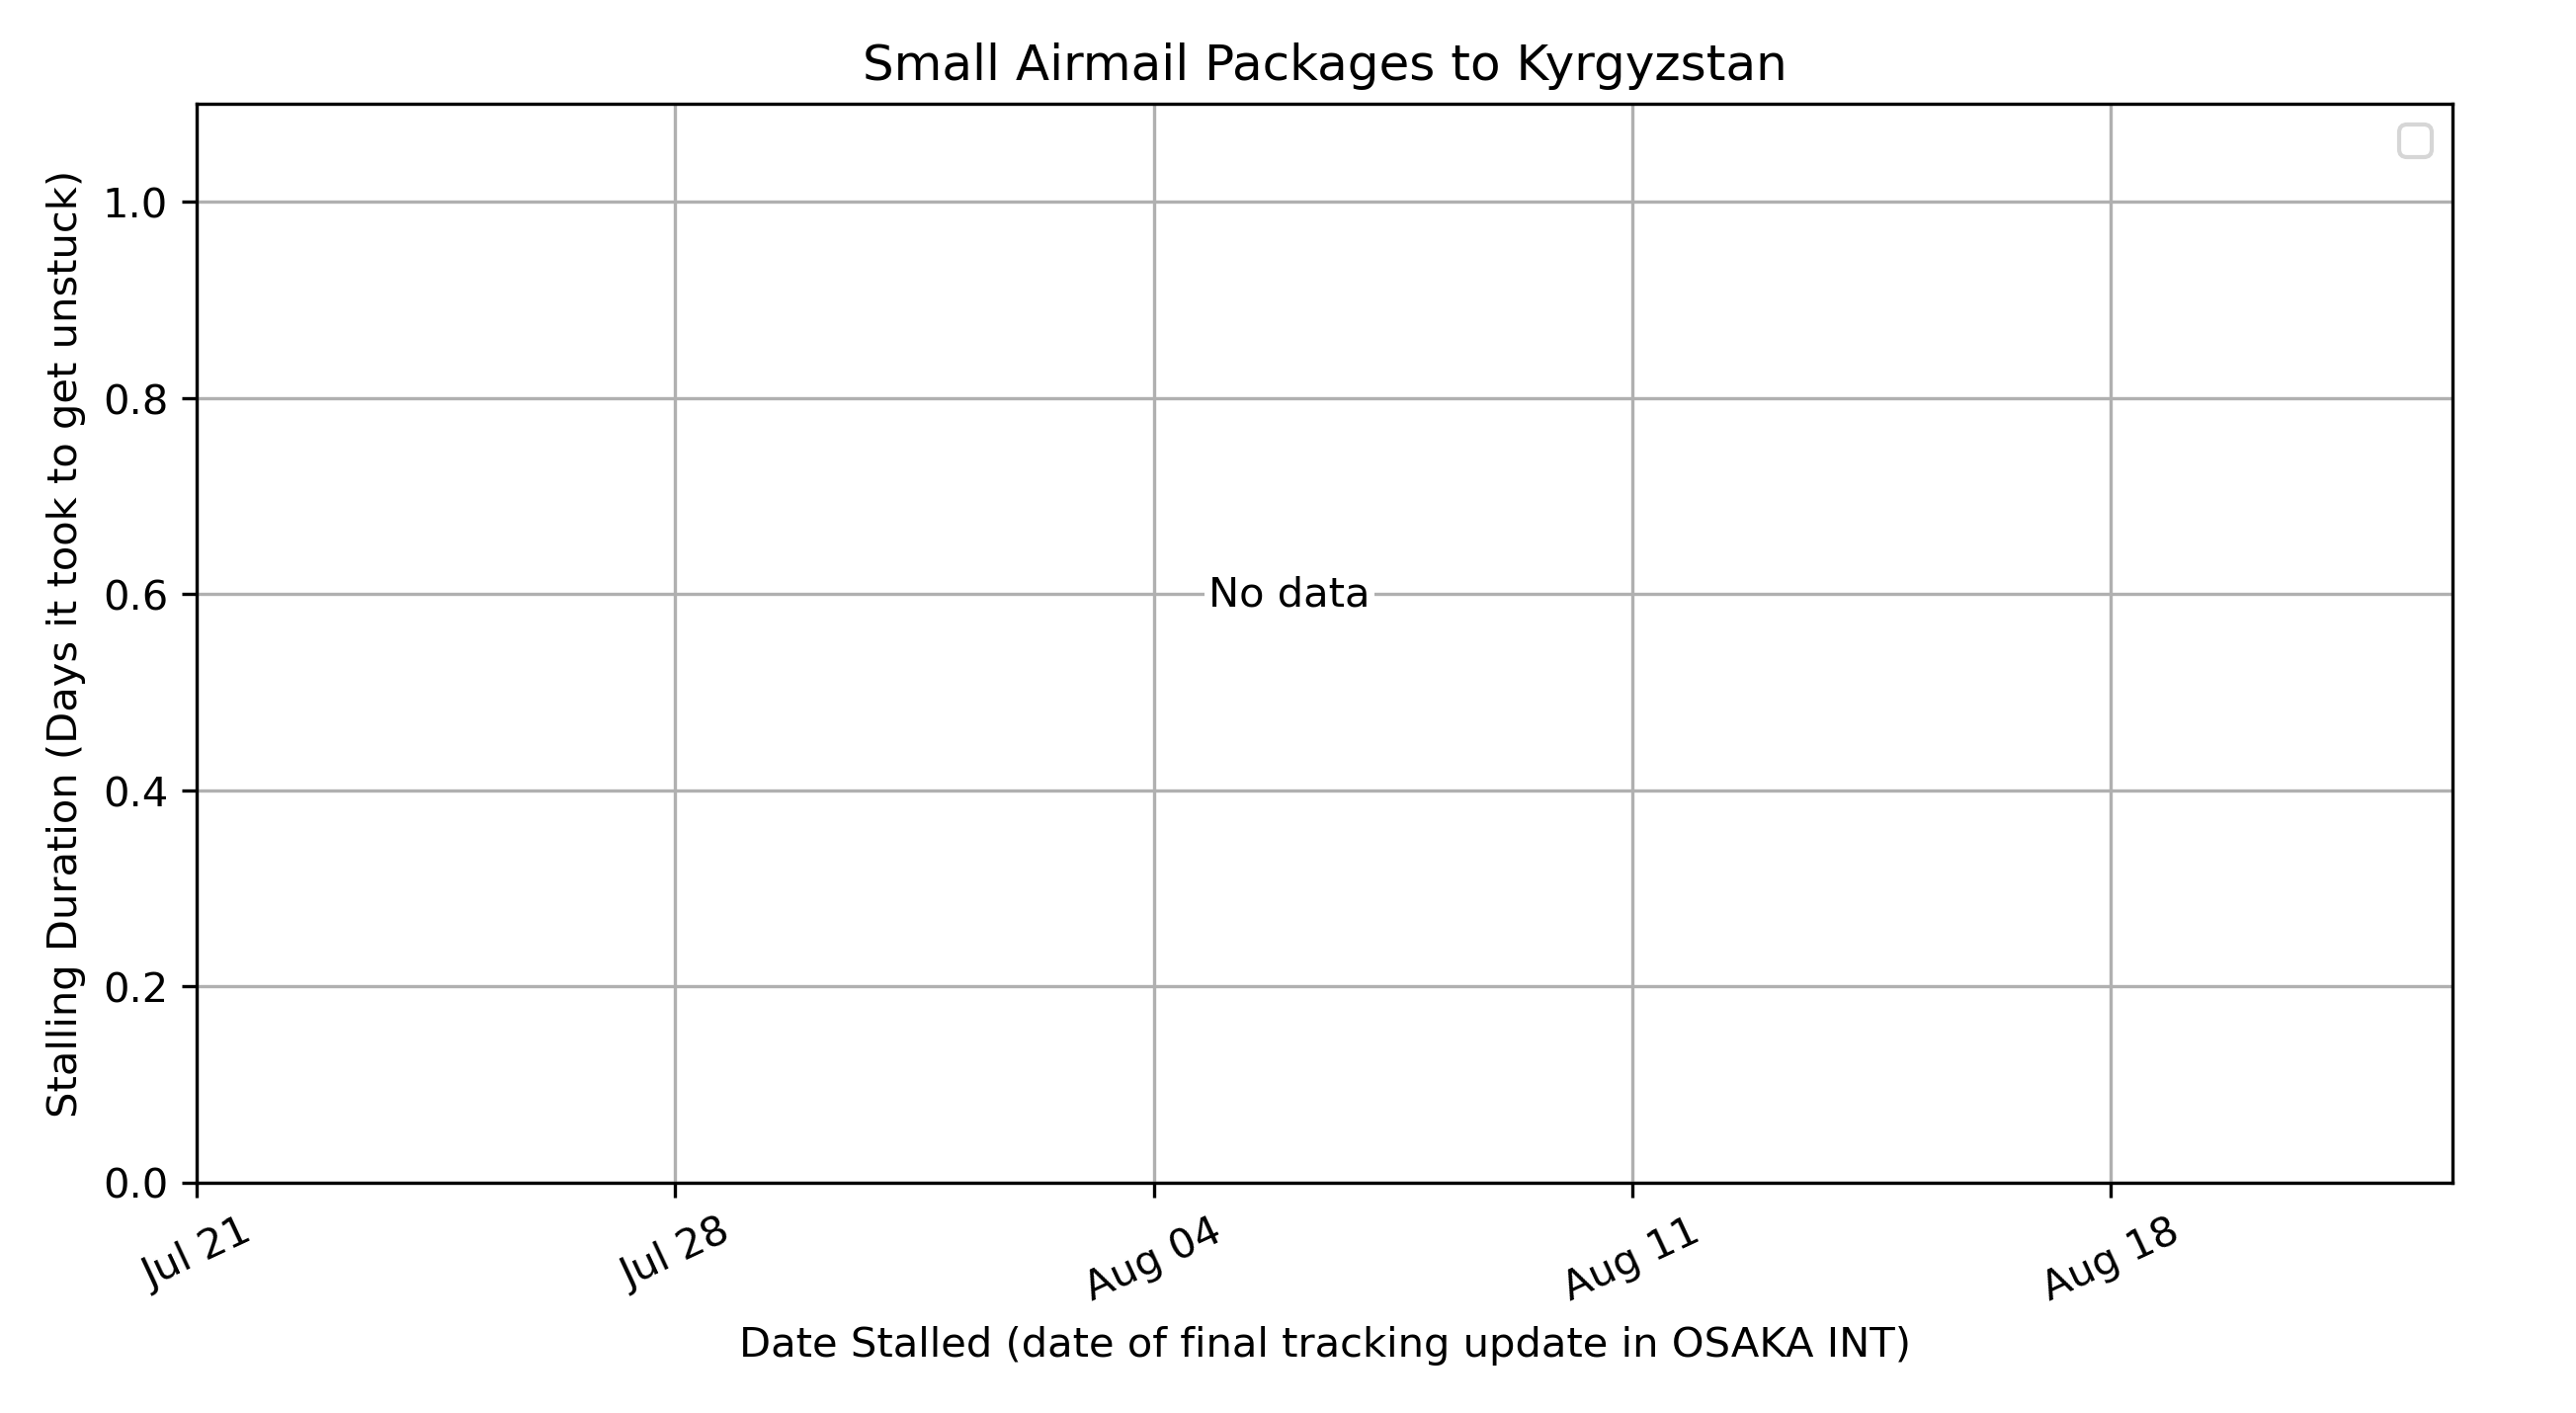 Small Airmail Packages to Kyrgyzstan
Stalling Duration (Days it took to get unstuck)
1.0
0.8
0.6
0.4
0.2
0.0
No data
Jul 21
Jul 28
Aug 04
Aug 11
Aug 18
Date Stalled (date of final tracking update in OSAKA INT)